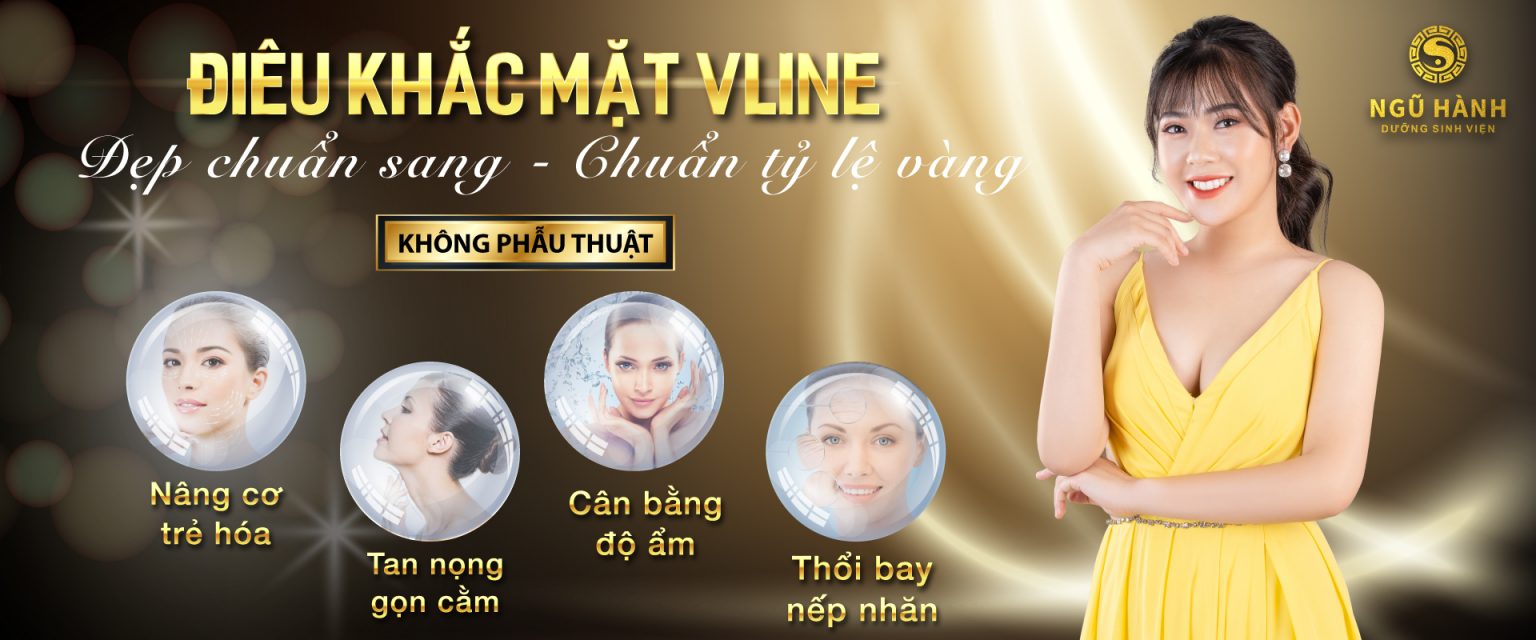 ĐIÊU KHẮC MẶT VLINE
Đẹp chuẩn sang - Chuẩn tỷ lệ vàng
KHÔNG PHẪU THUẬT
Nâng cơ
trẻ hóa
Tan nọng
gọn cằm
Cân bằng
độ ẩm
Thổi bay
nếp nhăn
NGŨ HÀNH
DƯỠNG SINH VIỆN